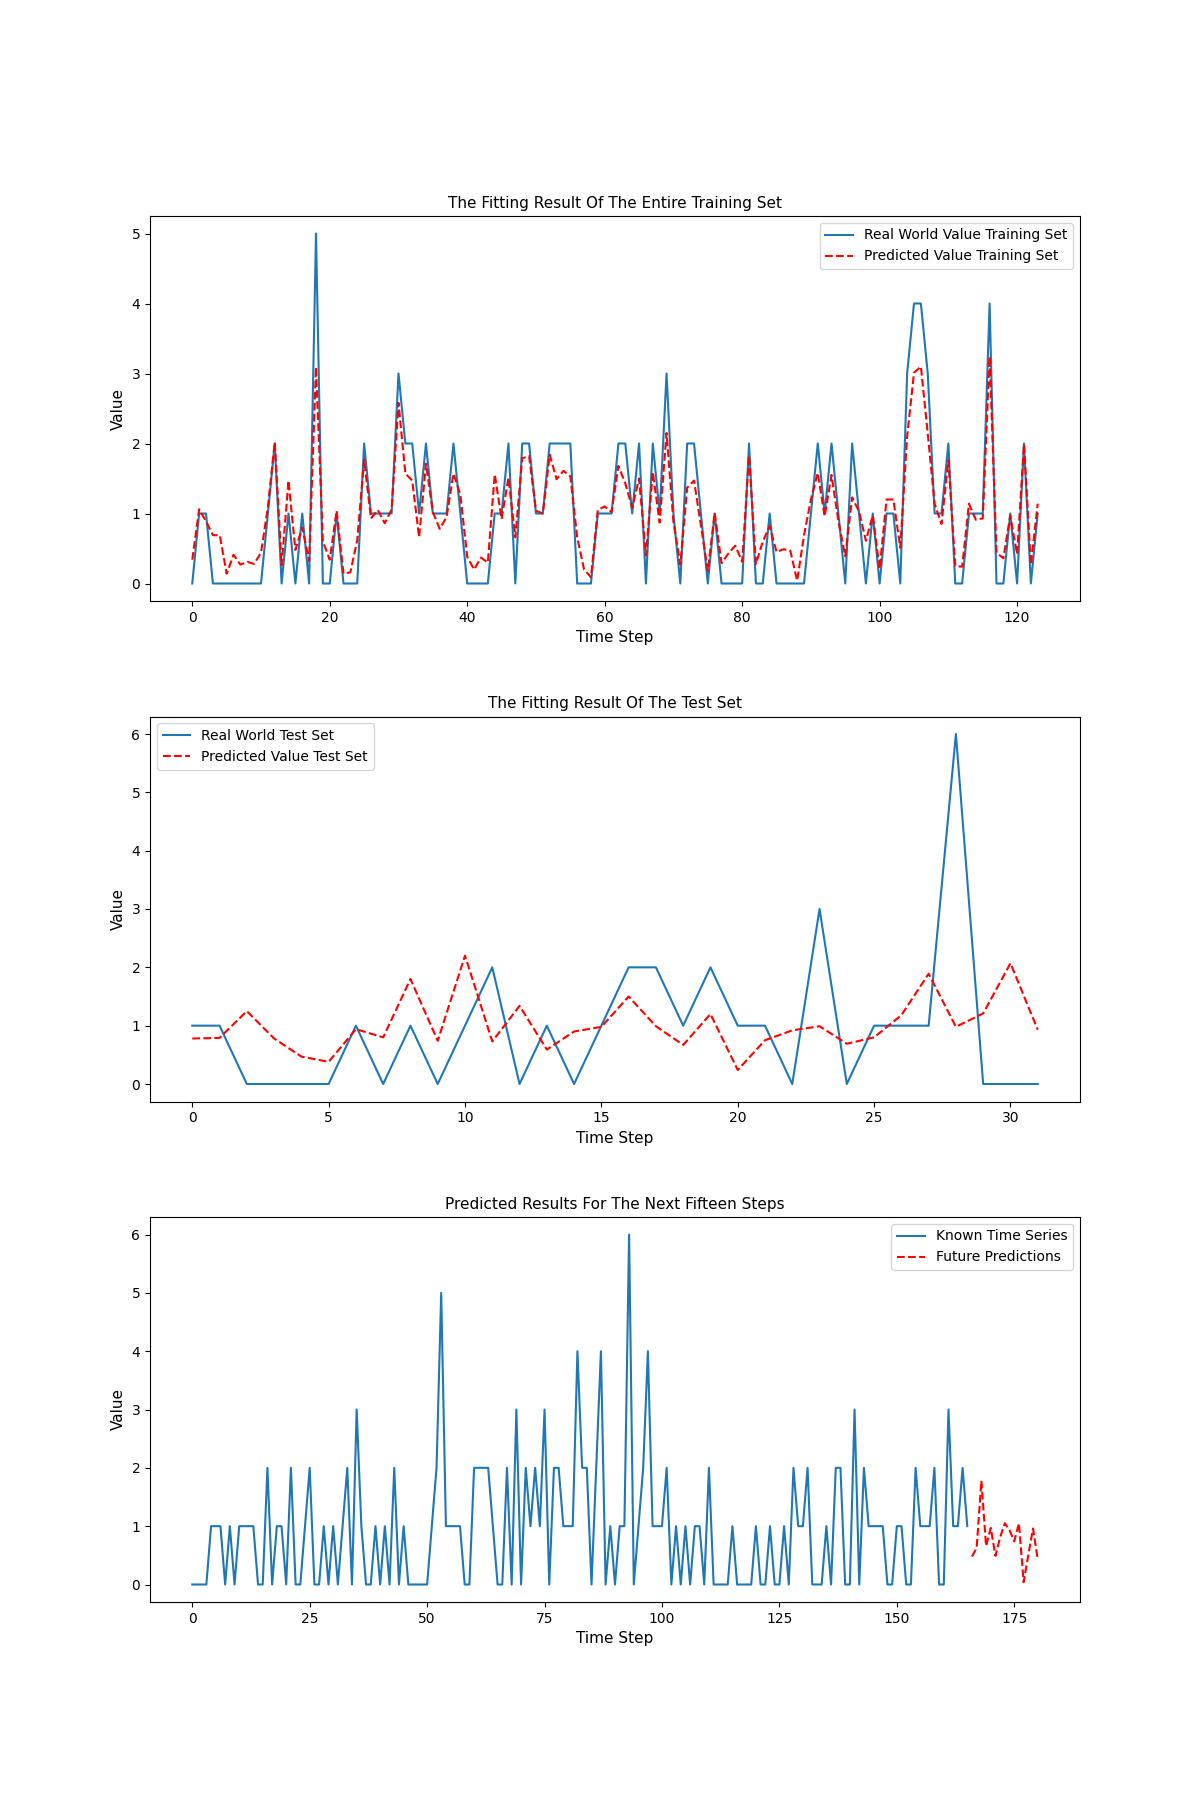 The Fitting Result Of The Entire Training Set
Real World Value Training Set
Predicted Value Training Set
5
4
3
2
1
0
Value
0 20 40 60 80 100 120
Time Step
The Fitting Result Of The Test Set
Real World Test Set
Predicted Value Test Set
6
5
4
3
2
1
0
Value
0 5 10 15 20 25 30
Time Step
Predicted Results For The Next Fifteen Steps
Known Time Series
Future Predictions
6
5
4
3
2
1
0
Value
0 25 50 75 100 125 150 175
Time Step